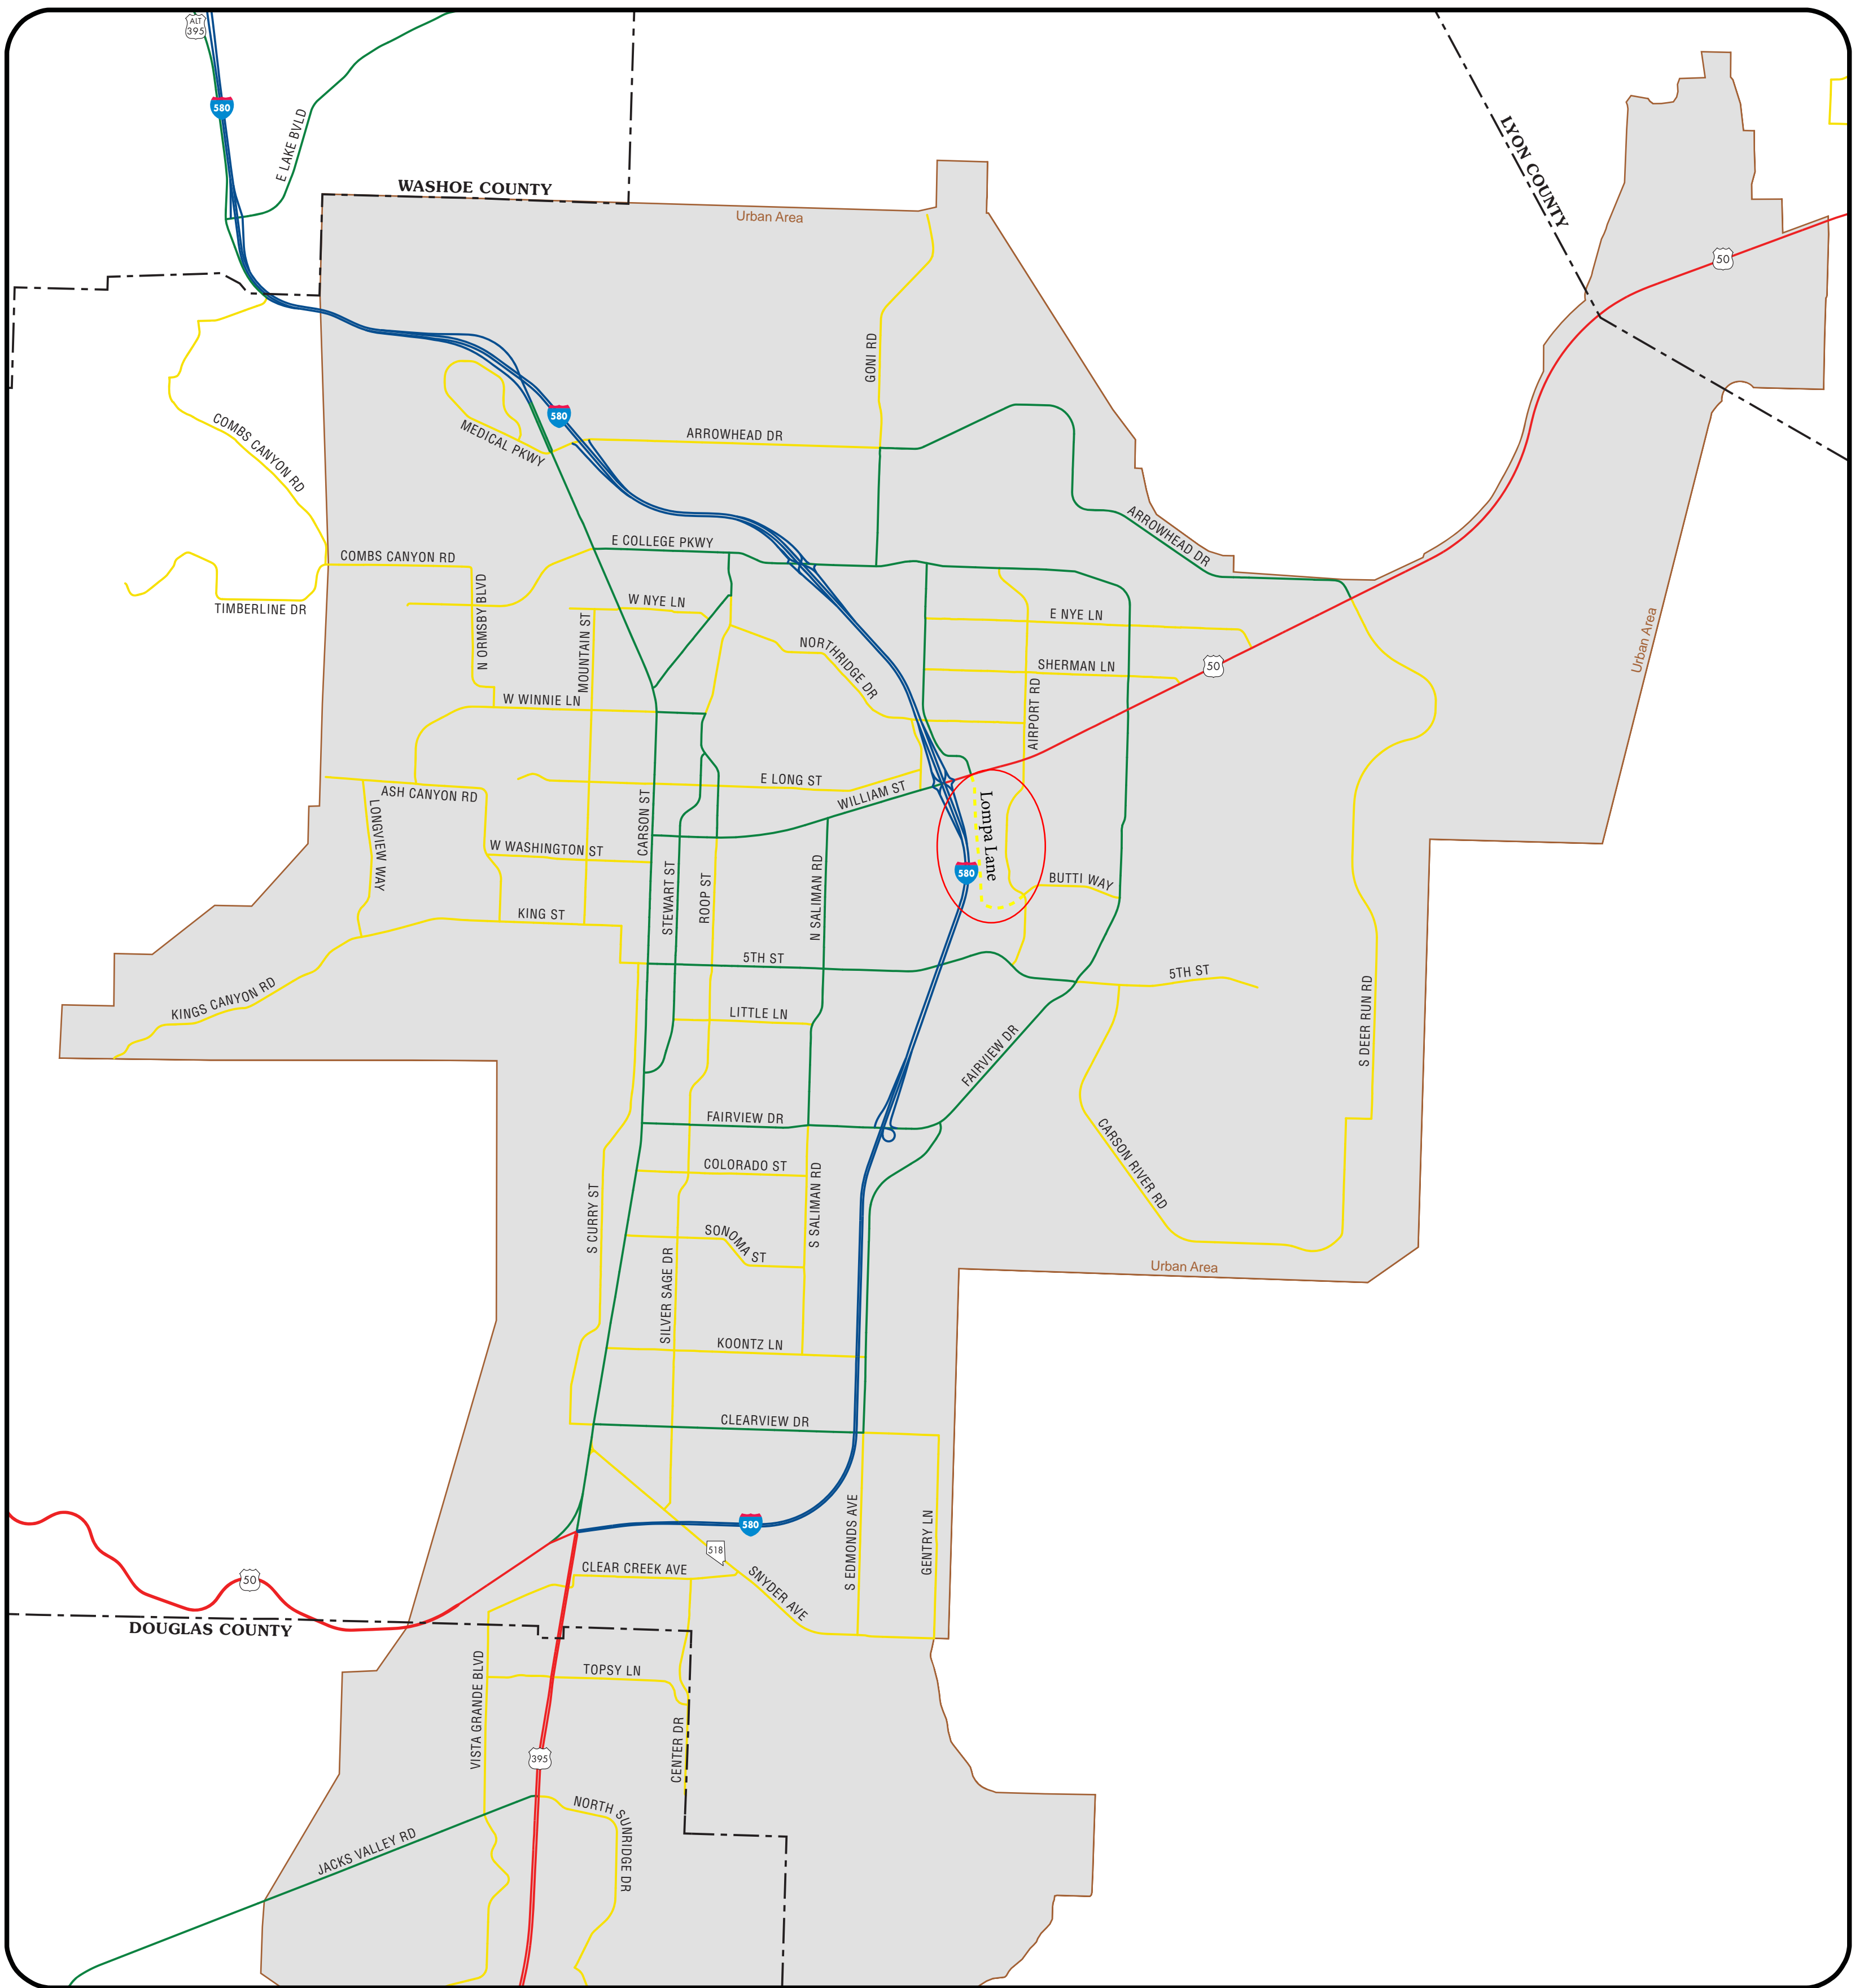 ALT
395
580
E LAKE BVLD
WASHOE COUNTY
Urban Area
LYON COUNTY
50
GONI RD
580
COMBS CANYON RD
MEDICAL PKWY
ARROWHEAD DR
ARROWHEAD DR
E COLLEGE PKWY
COMBS CANYON RD
TIMBERLINE DR
N ORMSBY BLVD
MOUNTAIN ST
W NYE LN
E NYE LN
NORTHRIDGE DR
SHERMAN LN
50
Urban Area
W WINNIE LN
AIRPORT RD
E LONG ST
WILLIAM ST
ASH CANYON RD
LONGVIEW WAY
CARSON ST
Lompa Lane
W WASHINGTON ST
STEWART ST
ROOP ST
N SALIMAN RD
580
BUTTI WAY
KING ST
5TH ST
5TH ST
KINGS CANYON RD
LITTLE LN
S DEER RUN RD
FAIRVIEW DR
FAIRVIEW DR
COLORADO ST
CARSON RIVER RD
S CURRY ST
S SALIMAN RD
SONOMA ST
SILVER SAGE DR
Urban Area
KOONTZ LN
CLEARVIEW DR
580
518
S EDMONDS AVE
GENTRY LN
CLEAR CREEK AVE
SNYDER AVE
50
DOUGLAS COUNTY
TOPSY LN
VISTA GRANDE BLVD
CENTER DR
395
NORTH SUNRIDGE DR
JACKS VALLEY RD